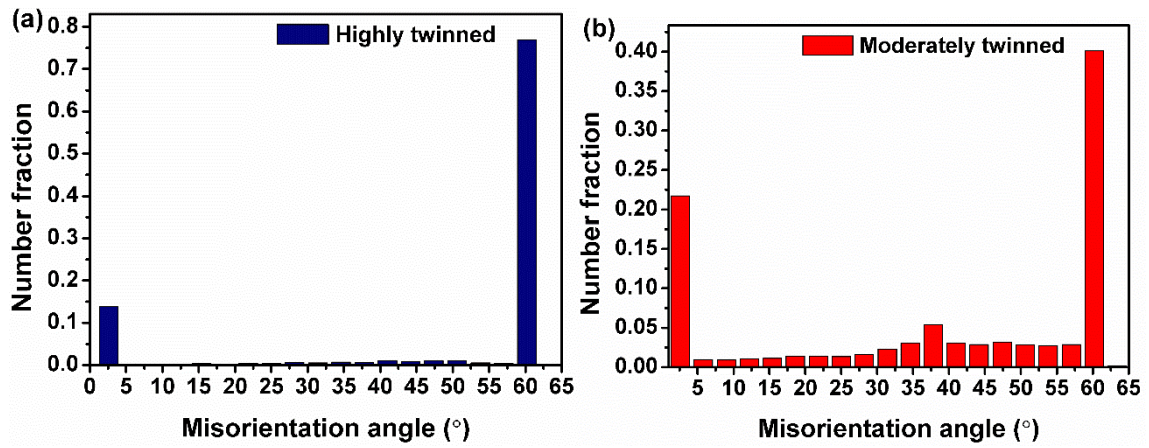 (a)
Highly twinned
0.8
0.7
0.6
0.5
0.4
0.3
0.2
0.1
0.0
Number fraction
0 5 10 15 20 25 30 35 40 45 50 55 60 65
Misorientation angle (°)
(b)
Moderately twinned
0.40
0.35
0.30
0.25
0.20
0.15
0.10
0.05
0.00
Number fraction
5 10 15 20 25 30 35 40 45 50 55 60 65
Misorientation angle (°)